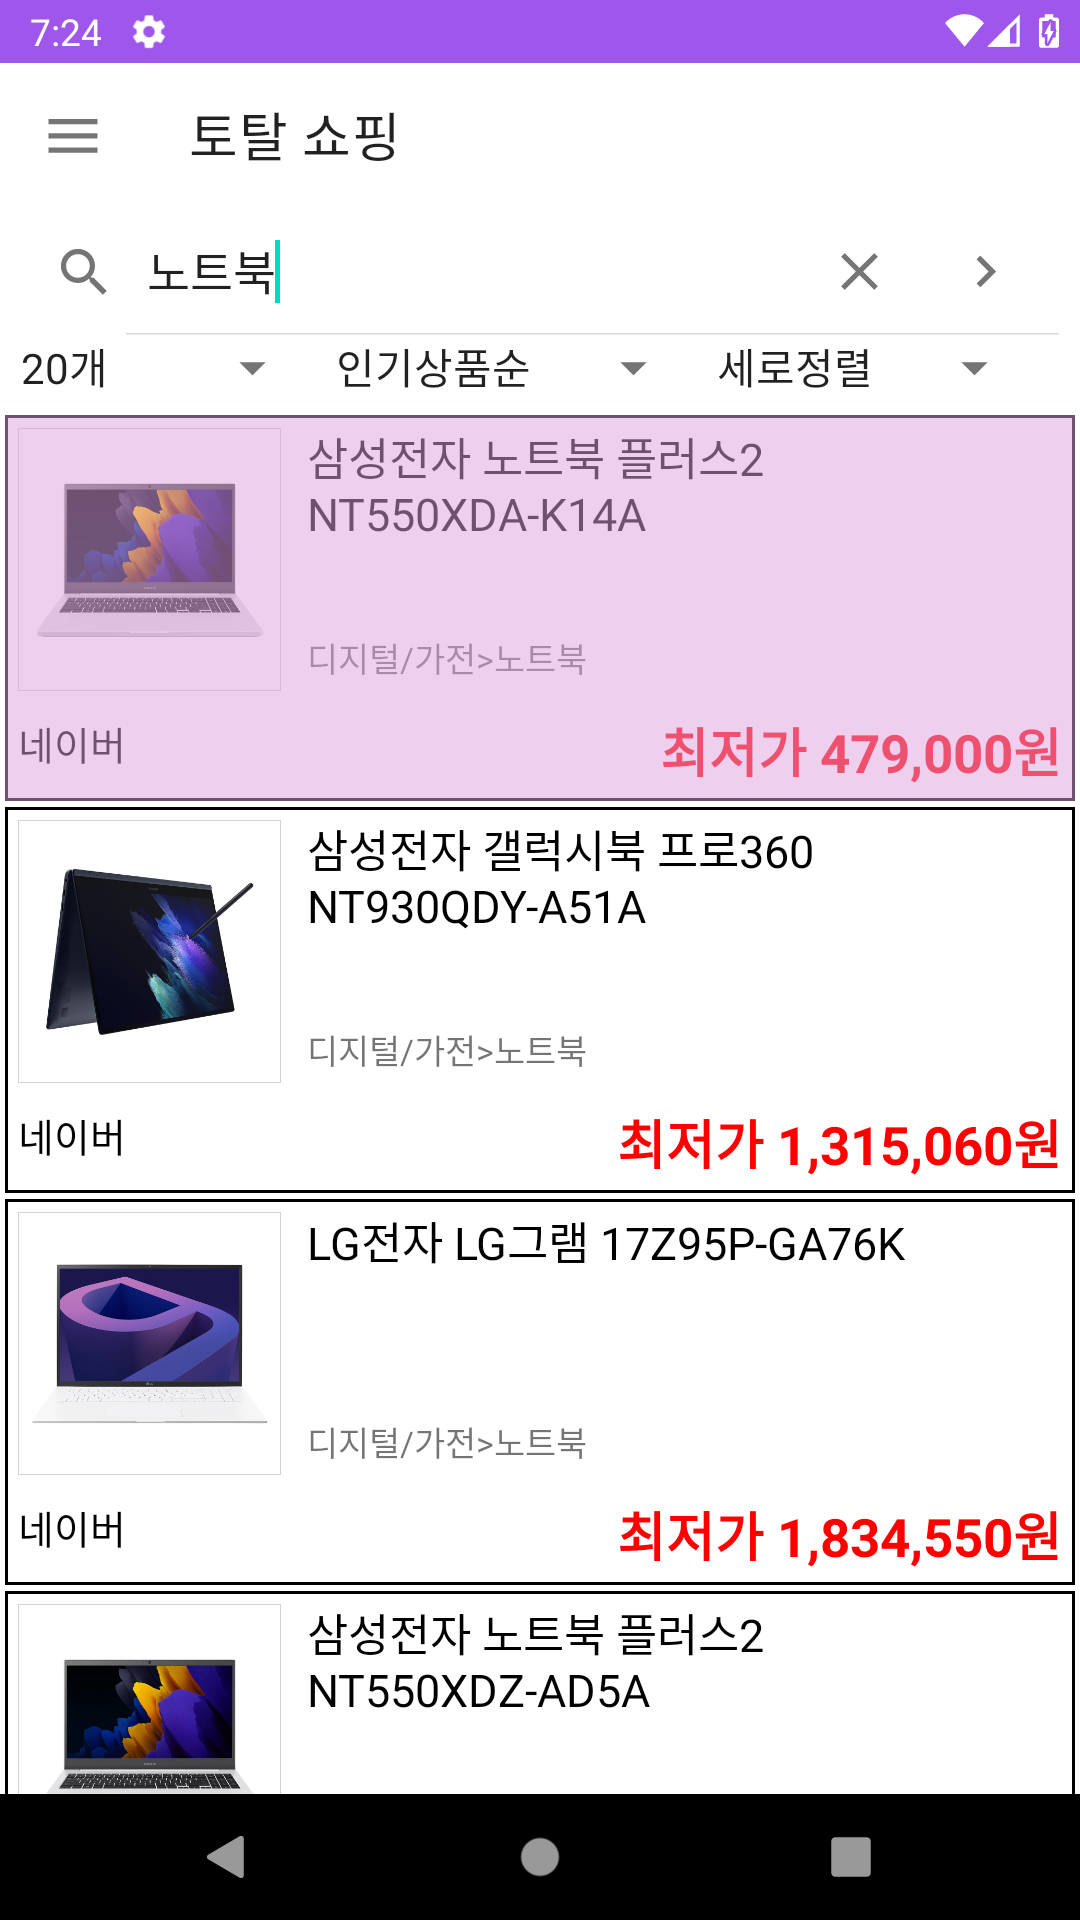 7:24
토탈 쇼핑
노트북
20개 인기상품순 세로정렬
삼성전자 노트북 플러스2
NT550XDA-K14A
디지털/가전>노트북
네이버 최저가 479,000원
삼성전자 갤럭시북 프로360
NT930QDY-A51A
디지털/가전>노트북
네이버 최저가 1,315,060원
LG전자 LG그램 17Z95P-GA76K
디지털/가전>노트북
네이버 최저가 1,834,550원
삼성전자 노트북 플러스2
NT550XDZ-AD5A